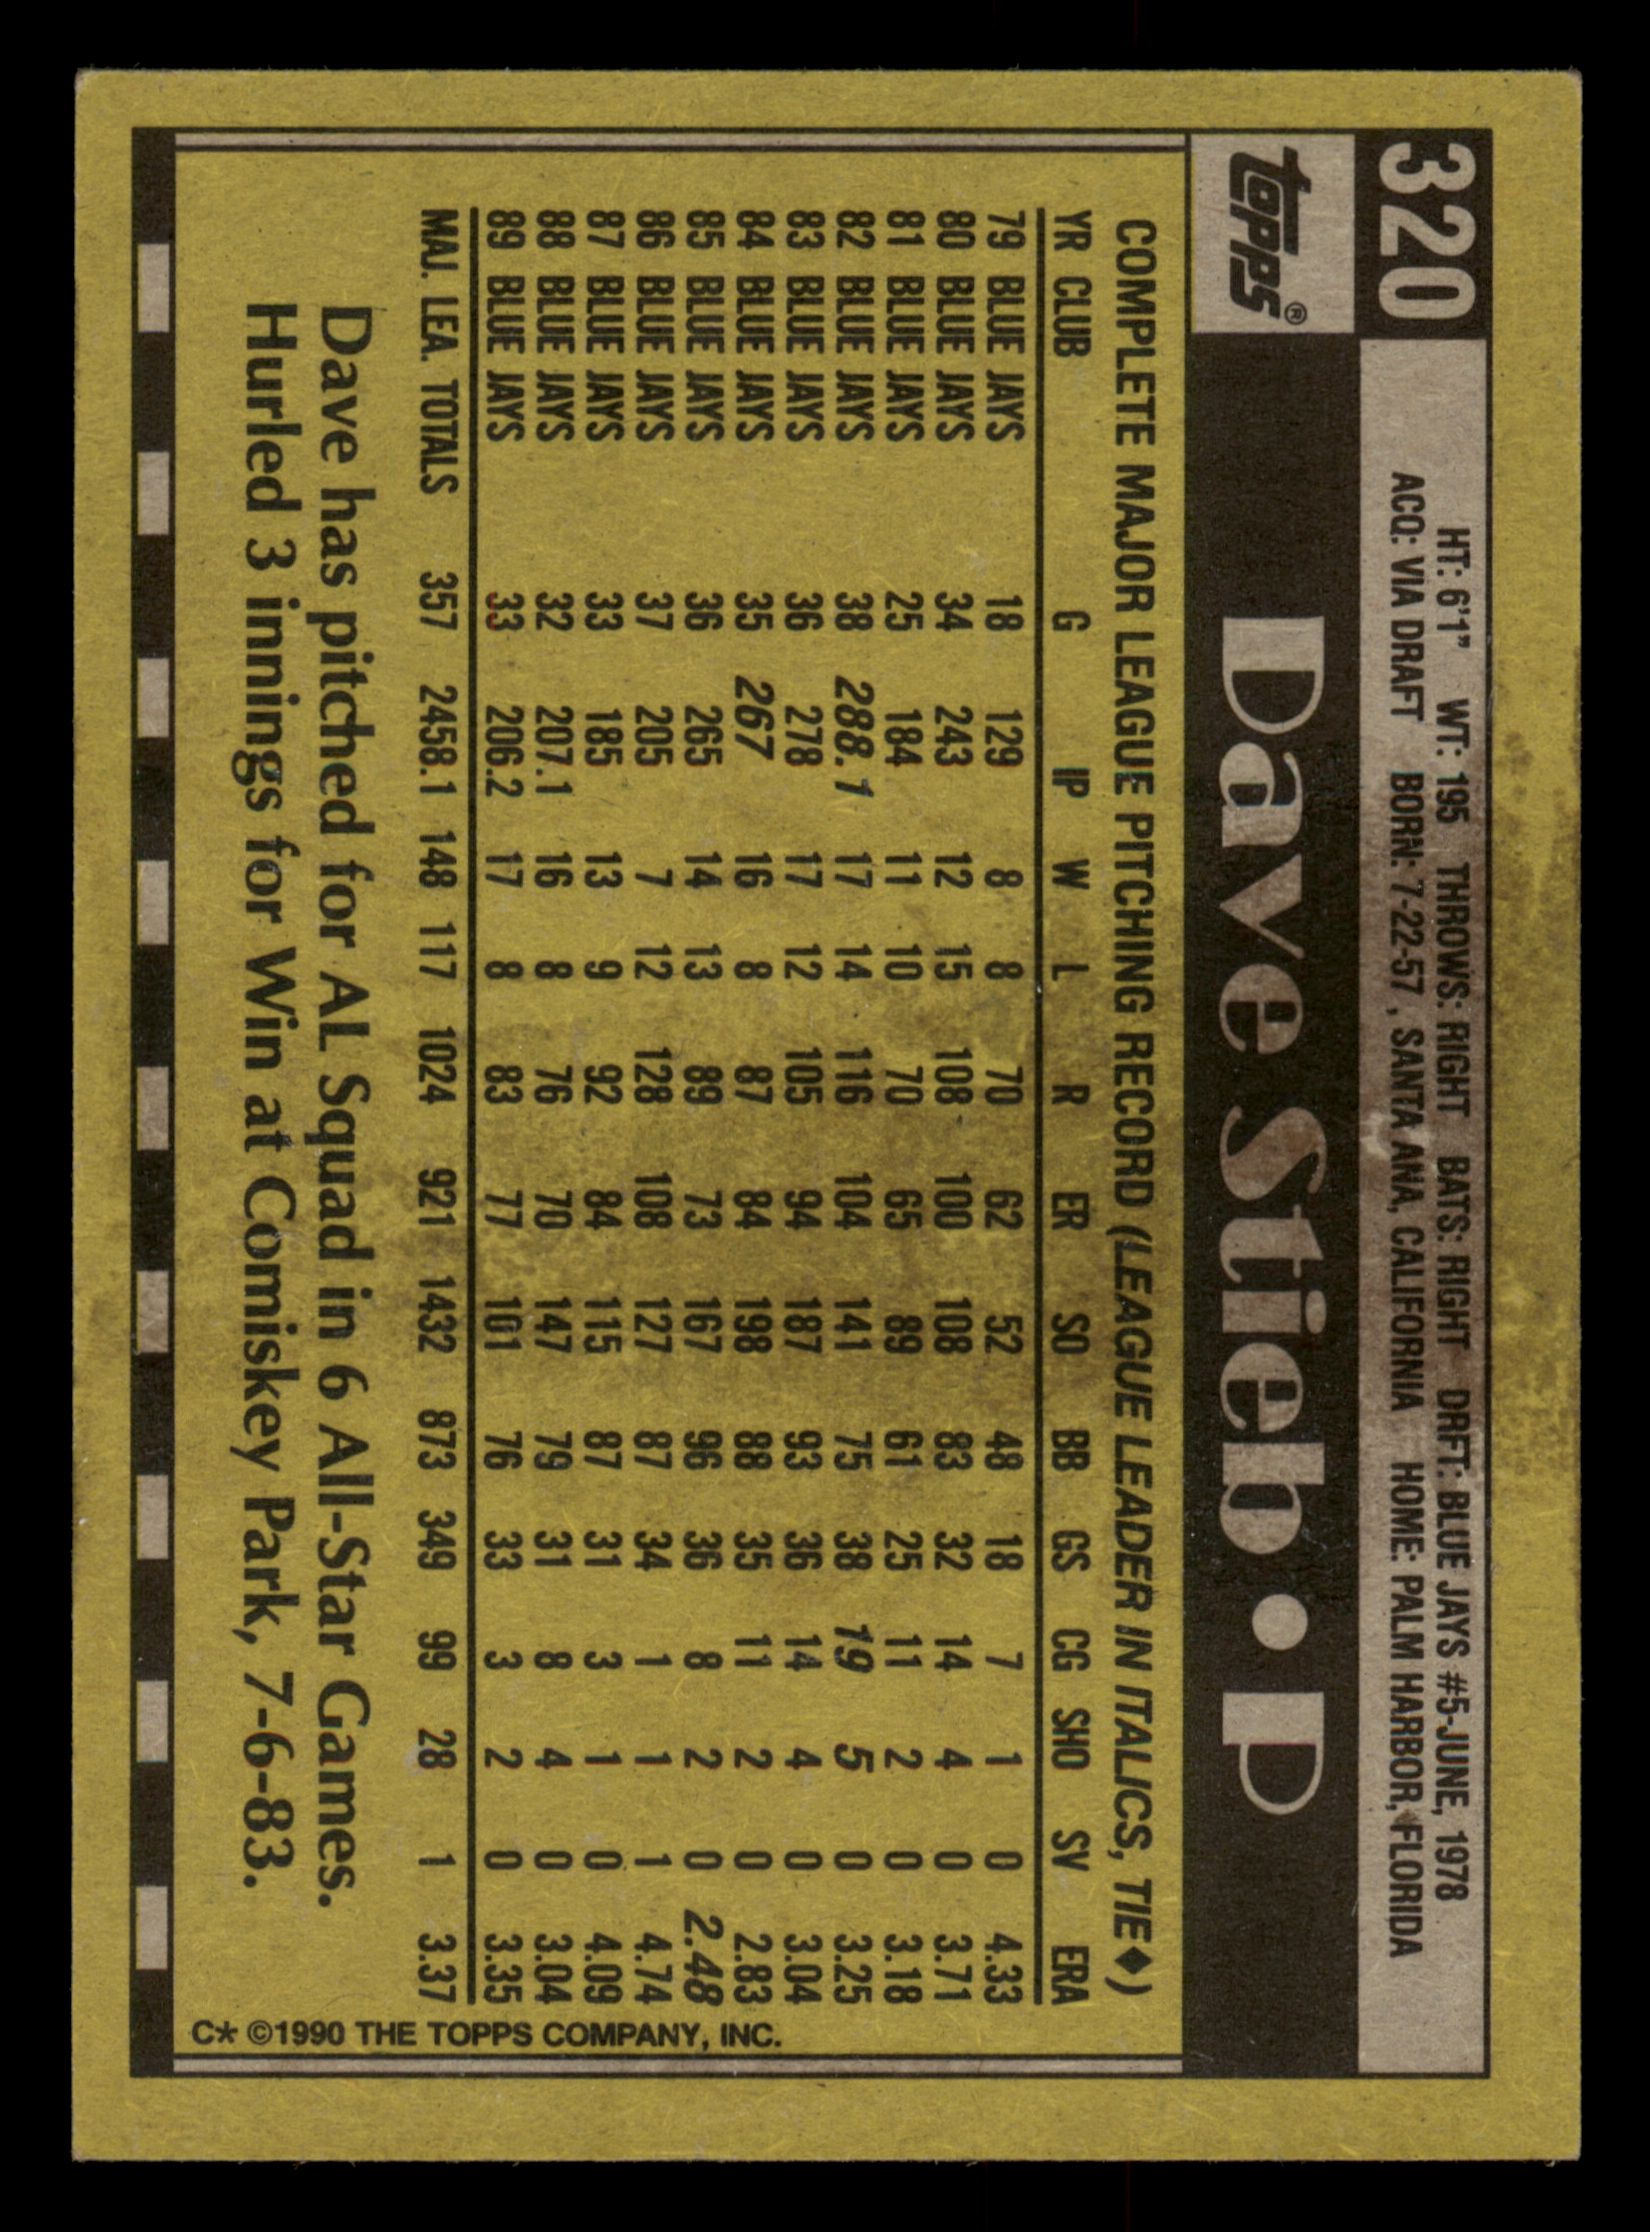 320
HT: 6'1" WT: 195 THROWS: RIGHT BATS: RIGHT DRFT: BLUE JAYS #5-JUNE, 1978
ACQ: VIA DRAFT BORN: 7-22-57, SANTA ANA, CALIFORNIA HOME: PALM HARBOR, FLORIDA
topps® Dave Stieb • P
COMPLETE MAJOR LEAGUE PITCHING RECORD (LEAGUE LEADER IN ITALICS, TIE♦)
YR CLUB G IP W L R ER SO BB GS CG SHO SV ERA
79 BLUE JAYS 18 129 8 8 70 62 52 48 18 7 1 0 4.33
80 BLUE JAYS 34 243 12 15 108 100 108 83 32 14 4 0 3.71
81 BLUE JAYS 25 184 11 10 70 65 89 61 25 11 2 0 3.18
82 BLUE JAYS 38 288.1 17 14 116 104 141 75 38 19 5 0 3.25
83 BLUE JAYS 36 278 17 12 105 94 187 93 36 14 4 0 3.04
84 BLUE JAYS 35 267 16 8 87 84 198 88 35 11 2 0 2.83
85 BLUE JAYS 36 265 14 13 89 73 167 96 36 8 2 0 2.48
86 BLUE JAYS 37 205 7 12 128 108 127 87 34 1 1 1 4.74
87 BLUE JAYS 33 185 13 9 92 84 115 87 31 3 1 0 4.09
88 BLUE JAYS 32 207.1 16 8 76 70 147 79 31 8 4 0 3.04
89 BLUE JAYS 33 206.2 17 8 83 77 101 76 33 3 2 0 3.35
MAJ. LEA. TOTALS 357 2458.1 148 117 1024 921 1432 873 349 99 28 1 3.37
Dave has pitched for AL Squad in 6 All-Star Games.
Hurled 3 innings for Win at Comiskey Park, 7-6-83.
C* ©1990 THE TOPPS COMPANY, INC.